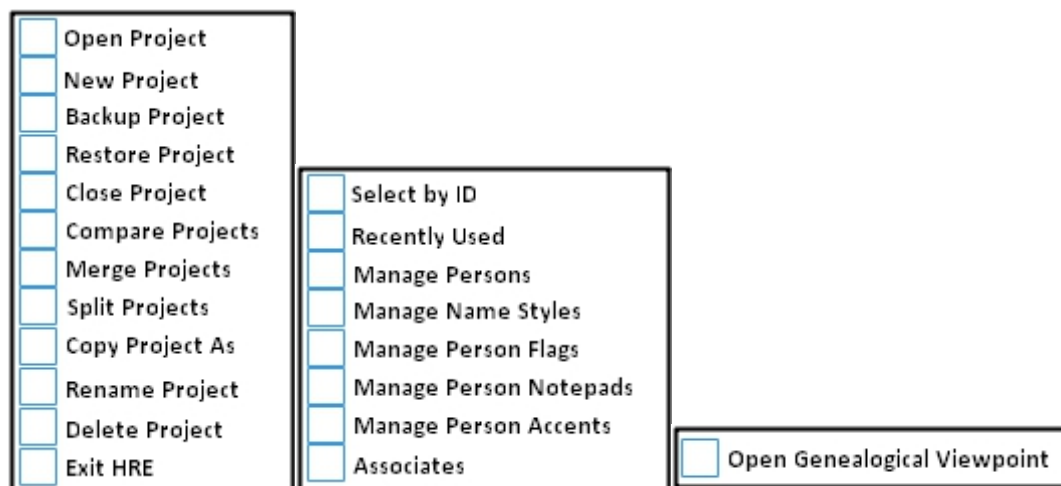 Open Project
New Project
Backup Project
Restore Project
Close Project
Compare Projects
Merge Projects
Split Projects
Copy Project As
Rename Project
Delete Project
Exit HRE
Select by ID
Recently Used
Manage Persons
Manage Name Styles
Manage Person Flags
Manage Person Notepads
Manage Person Accents
Associates
Open Genealogical Viewpoint